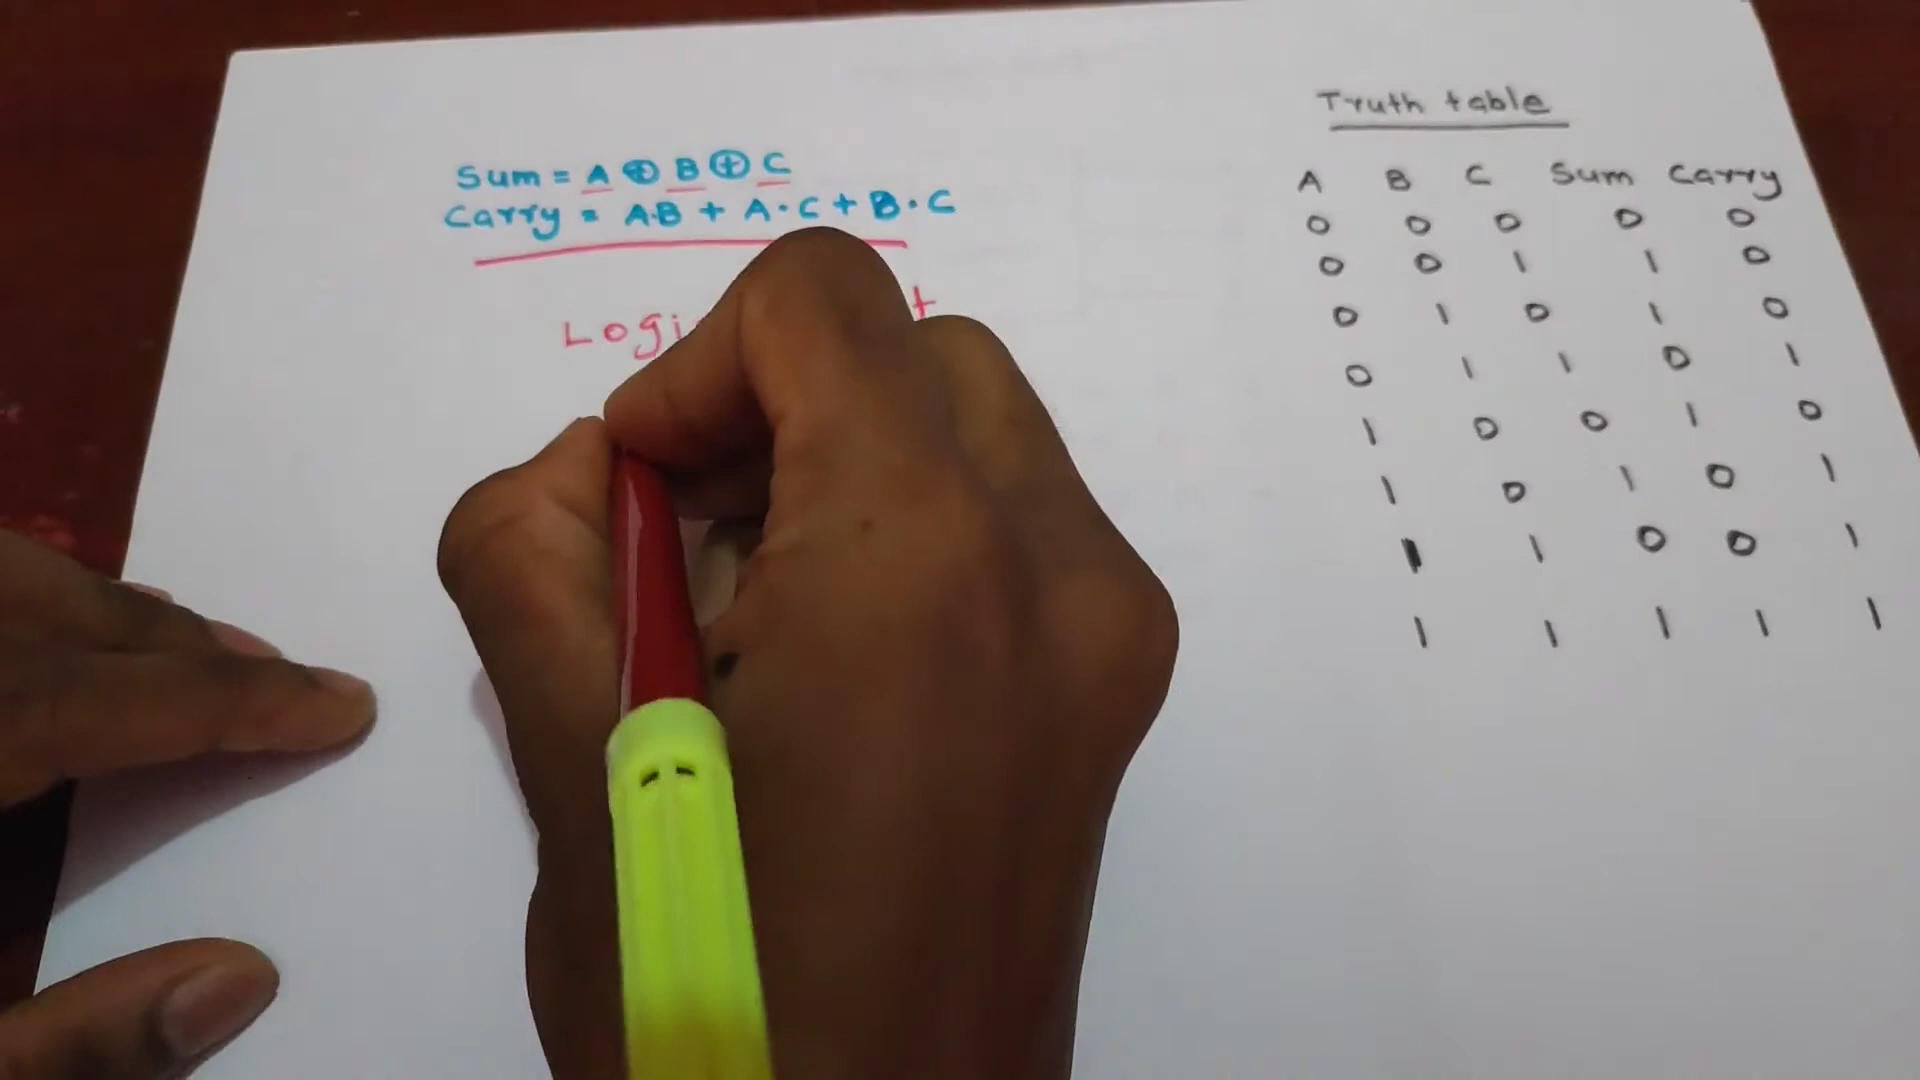 Sum = A ⊕ B ⊕ C
Carry = A·B + A·C + B·C
Truth table
A B C Sum Carry
0 0 0 0 0
0 0 1 1 0
0 1 0 1 0
0 1 1 0 1
1 0 0 1 0
1 0 1 0 1
1 1 0 0 1
1 1 1 1 1